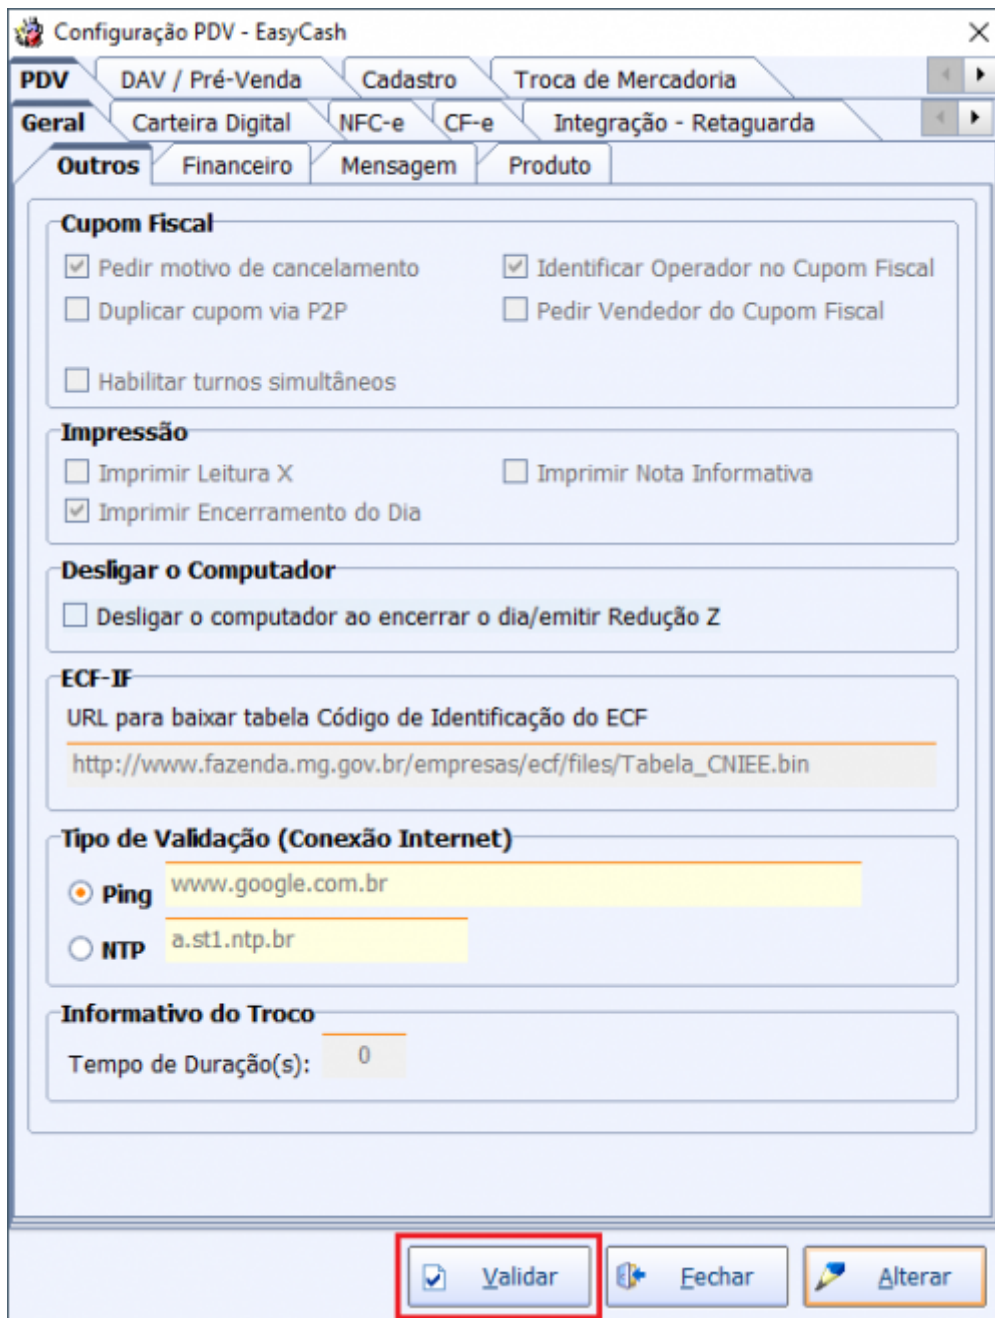 Configuração PDV - EasyCash
PDV DAV / Pré-Venda Cadastro Troca de Mercadoria
Geral Carteira Digital NFC-e CF-e Integração - Retaguarda
Outros Financeiro Mensagem Produto
Cupom Fiscal
Pedir motivo de cancelamento Identificar Operador no Cupom Fiscal
Duplicar cupom via P2P Pedir Vendedor do Cupom Fiscal
Habilitar turnos simultâneos
Impressão
Imprimir Leitura X Imprimir Nota Informativa
Imprimir Encerramento do Dia
Desligar o Computador
Desligar o computador ao encerrar o dia/emitir Redução Z
ECF-IF
URL para baixar tabela Código de Identificação do ECF
http://www.fazenda.mg.gov.br/empresas/ecf/files/Tabela_CNIEE.bin
Tipo de Validação (Conexão Internet)
Ping www.google.com.br
NTP a.st1.ntp.br
Informativo do Troco
Tempo de Duração(s): 0
Validar Fechar Alterar